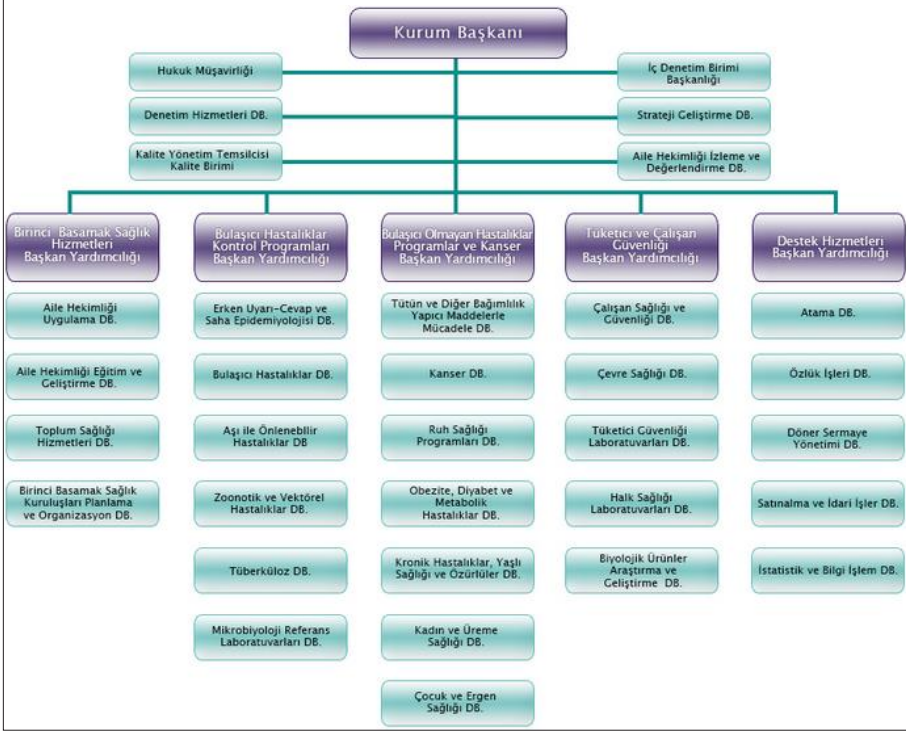 Kurum Başkanı
Hukuk Müşavirliği
İç Denetim Birimi
Başkanlığı
Denetim Hizmetleri DB.
Strateji Geliştirme DB.
Kalite Yönetim Temsilcisi
Kalite Birimi
Aile Hekimliği İzleme ve
Değerlendirme DB.
Birinci Basamak Sağlık
Hizmetleri
Başkan Yardımcılığı
Aile Hekimliği
Uygulama DB.
Aile Hekimliği Eğitim ve
Geliştirme DB.
Toplum Sağlığı
Hizmetleri DB.
Birinci Basamak Sağlık
Kuruluşları Planlama
ve Organizasyon DB.
Bulaşıcı Hastalıklar
Kontrol Programları
Başkan Yardımcılığı
Erken Uyarı-Cevap ve
Saha Epidemiyolojisi DB.
Bulaşıcı Hastalıklar DB.
Aşı ile Önlenebilir
Hastalıklar DB
Zoonotik ve Vektörel
Hastalıklar DB.
Tüberküloz DB.
Mikrobiyoloji Referans
Laboratuvarları DB.
Bulaşıcı Olmayan Hastalıklar
Programlar ve Kanser
Başkan Yardımcılığı
Tütün ve Diğer Bağımlılık
Yapıcı Maddelerle
Mücadele DB.
Kanser DB.
Ruh Sağlığı
Programları DB.
Obezite, Diyabet ve
Metabolik
Hastalıklar DB.
Kronik Hastalıklar, Yaşlı
Sağlığı ve Özürlüler DB.
Kadın ve Üreme
Sağlığı DB.
Çocuk ve Ergen
Sağlığı DB.
Tüketici ve Çalışan
Güvenliği
Başkan Yardımcılığı
Çalışan Sağlığı ve
Güvenliği DB.
Çevre Sağlığı DB.
Tüketici Güvenliği
Laboratuvarları DB.
Halk Sağlığı
Laboratuvarları DB.
Biyolojik Ürünler
Araştırma ve
Geliştirme DB.
Destek Hizmetleri
Başkan Yardımcılığı
Atama DB.
Özlük İşleri DB.
Döner Sermaye
Yönetimi DB.
Satınalma ve İdari İşler DB.
İstatistik ve Bilgi İşlem DB.